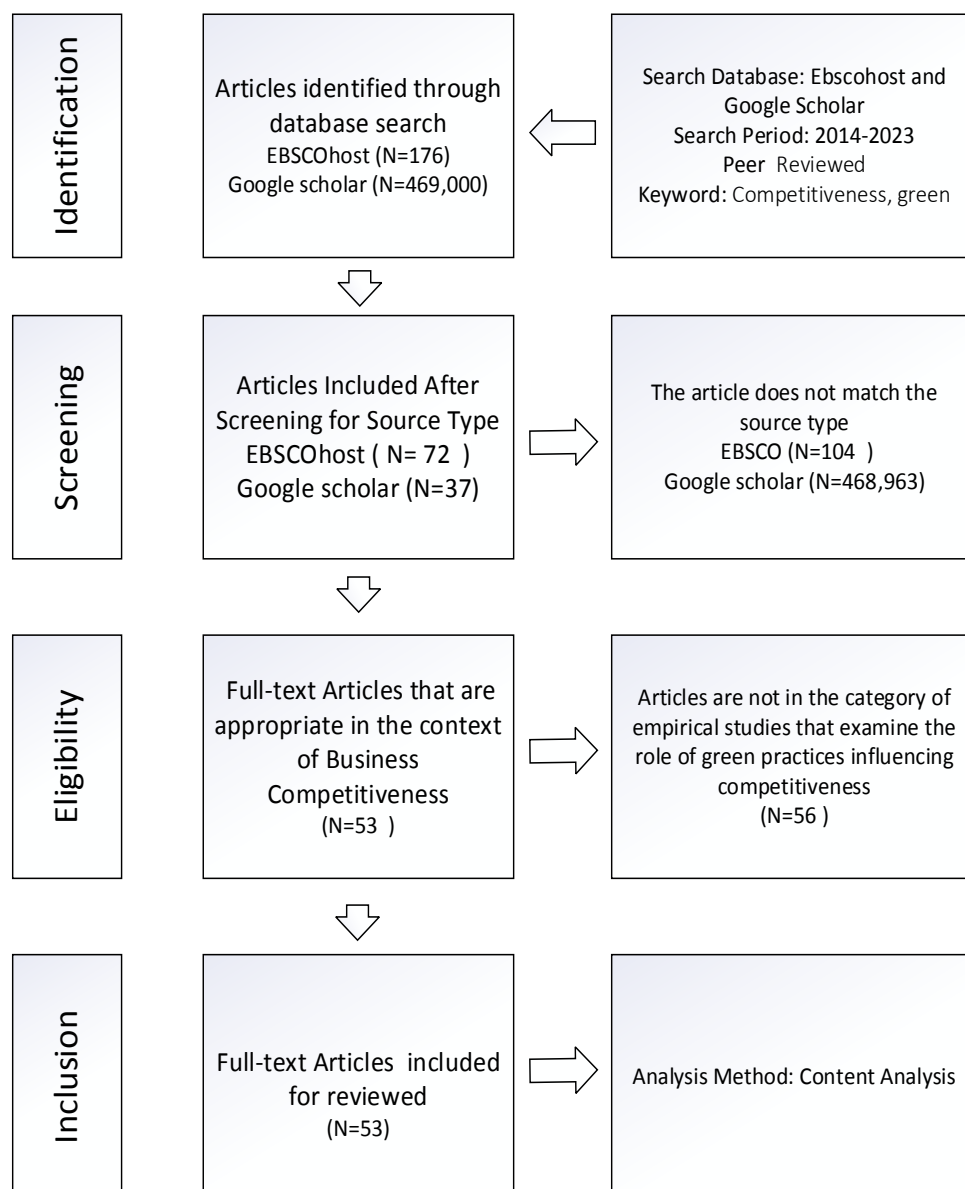 Identification
Articles identified through
database search
EBSCOhost (N=176)
Google scholar (N=469,000)
Search Database: Ebscohost and
Google Scholar
Search Period: 2014-2023
Peer Reviewed
Keyword: Competitiveness, green
Screening
Articles Included After
Screening for Source Type
EBSCOhost ( N= 72 )
Google scholar (N=37)
The article does not match the
source type
EBSCO (N=104 )
Google scholar (N=468,963)
Eligibility
Full-text Articles that are
appropriate in the context
of Business
Competitiveness
(N=53 )
Articles are not in the category of
empirical studies that examine the
role of green practices influencing
competitiveness
(N=56 )
Inclusion
Full-text Articles included
for reviewed
(N=53)
Analysis Method: Content Analysis